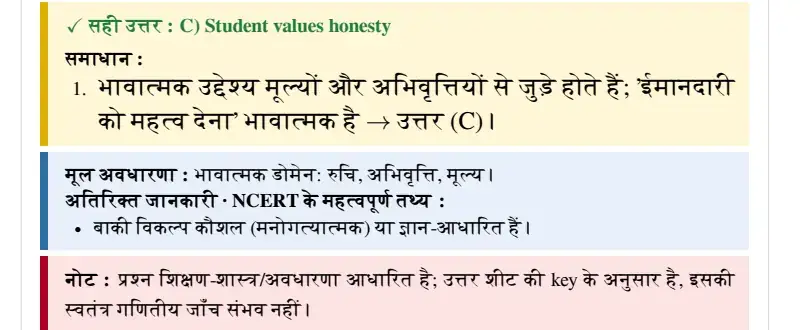 ✓ सही उत्तर : C) Student values honesty
समाधान :
1. भावात्मक उद्देश्य मूल्यों और अभिवृत्तियों से जुड़े होते हैं; 'ईमानदारी
को महत्व देना' भावात्मक है → उत्तर (C)।
मूल अवधारणा : भावात्मक डोमेन: रुचि, अभिवृत्ति, मूल्य।
अतिरिक्त जानकारी · NCERT के महत्वपूर्ण तथ्य :
• बाकी विकल्प कौशल (मनोगत्यात्मक) या ज्ञान-आधारित हैं।
नोट : प्रश्न शिक्षण-शास्त्र/अवधारणा आधारित है; उत्तर शीट की key के अनुसार है, इसकी
स्वतंत्र गणितीय जाँच संभव नहीं।